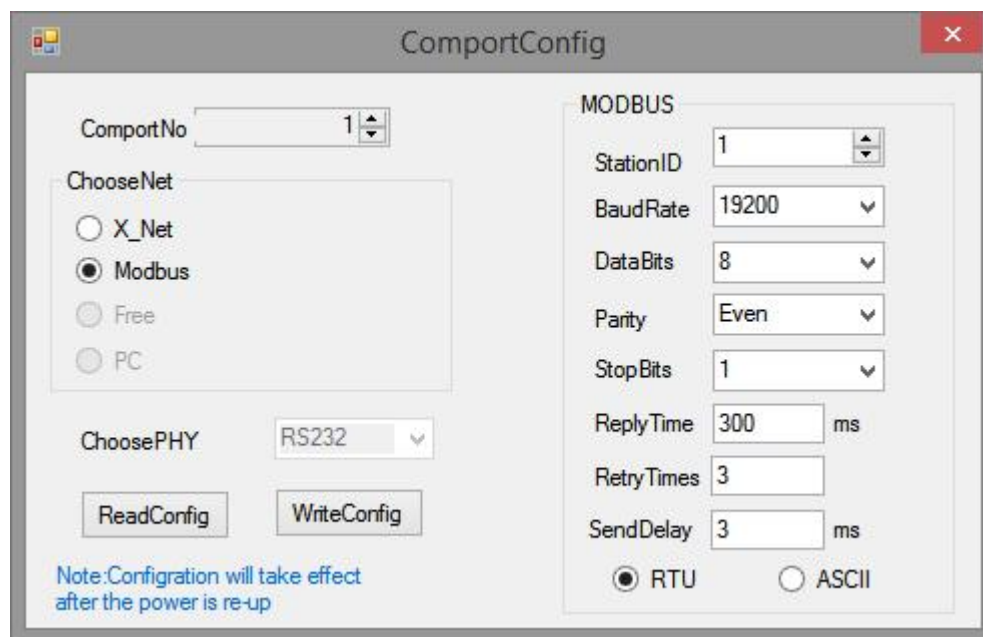 ComportConfig
ComportNo 1
ChooseNet
X_Net
Modbus
Free
PC
ChoosePHY RS232
ReadConfig WriteConfig
Note:Configration will take effect
after the power is re-up
MODBUS
StationID 1
BaudRate 19200
DataBits 8
Parity Even
StopBits 1
ReplyTime 300 ms
RetryTimes 3
SendDelay 3 ms
RTU ASCII